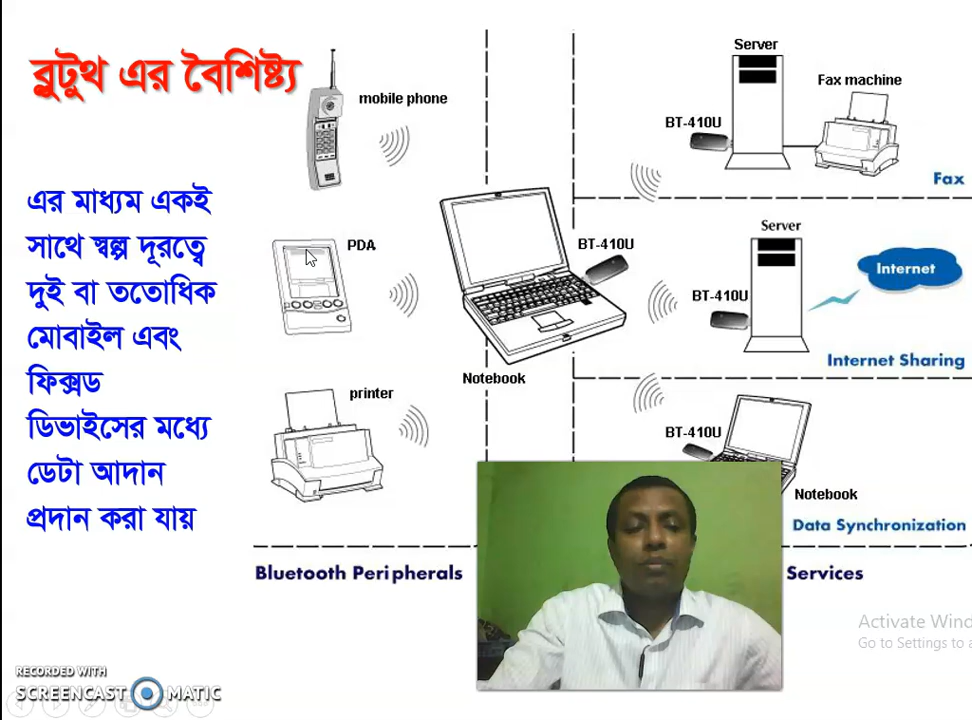 ব্লুটুথ এর বৈশিষ্ট্য
এর মাধ্যম একই
সাথে স্বল্প দূরত্বে
দুই বা ততোধিক
মোবাইল এবং
ফিক্সড
ডিভাইসের মধ্যে
ডেটা আদান
প্রদান করা যায়
mobile phone
PDA
printer
Notebook
BT-410U
Server
Fax machine
BT-410U
Fax
Server
BT-410U
Internet
Internet Sharing
BT-410U
Notebook
Data Synchronization
Bluetooth Peripherals
Services
Activate Wind
Go to Settings to a
RECORDED WITH
SCREENCAST MATIC